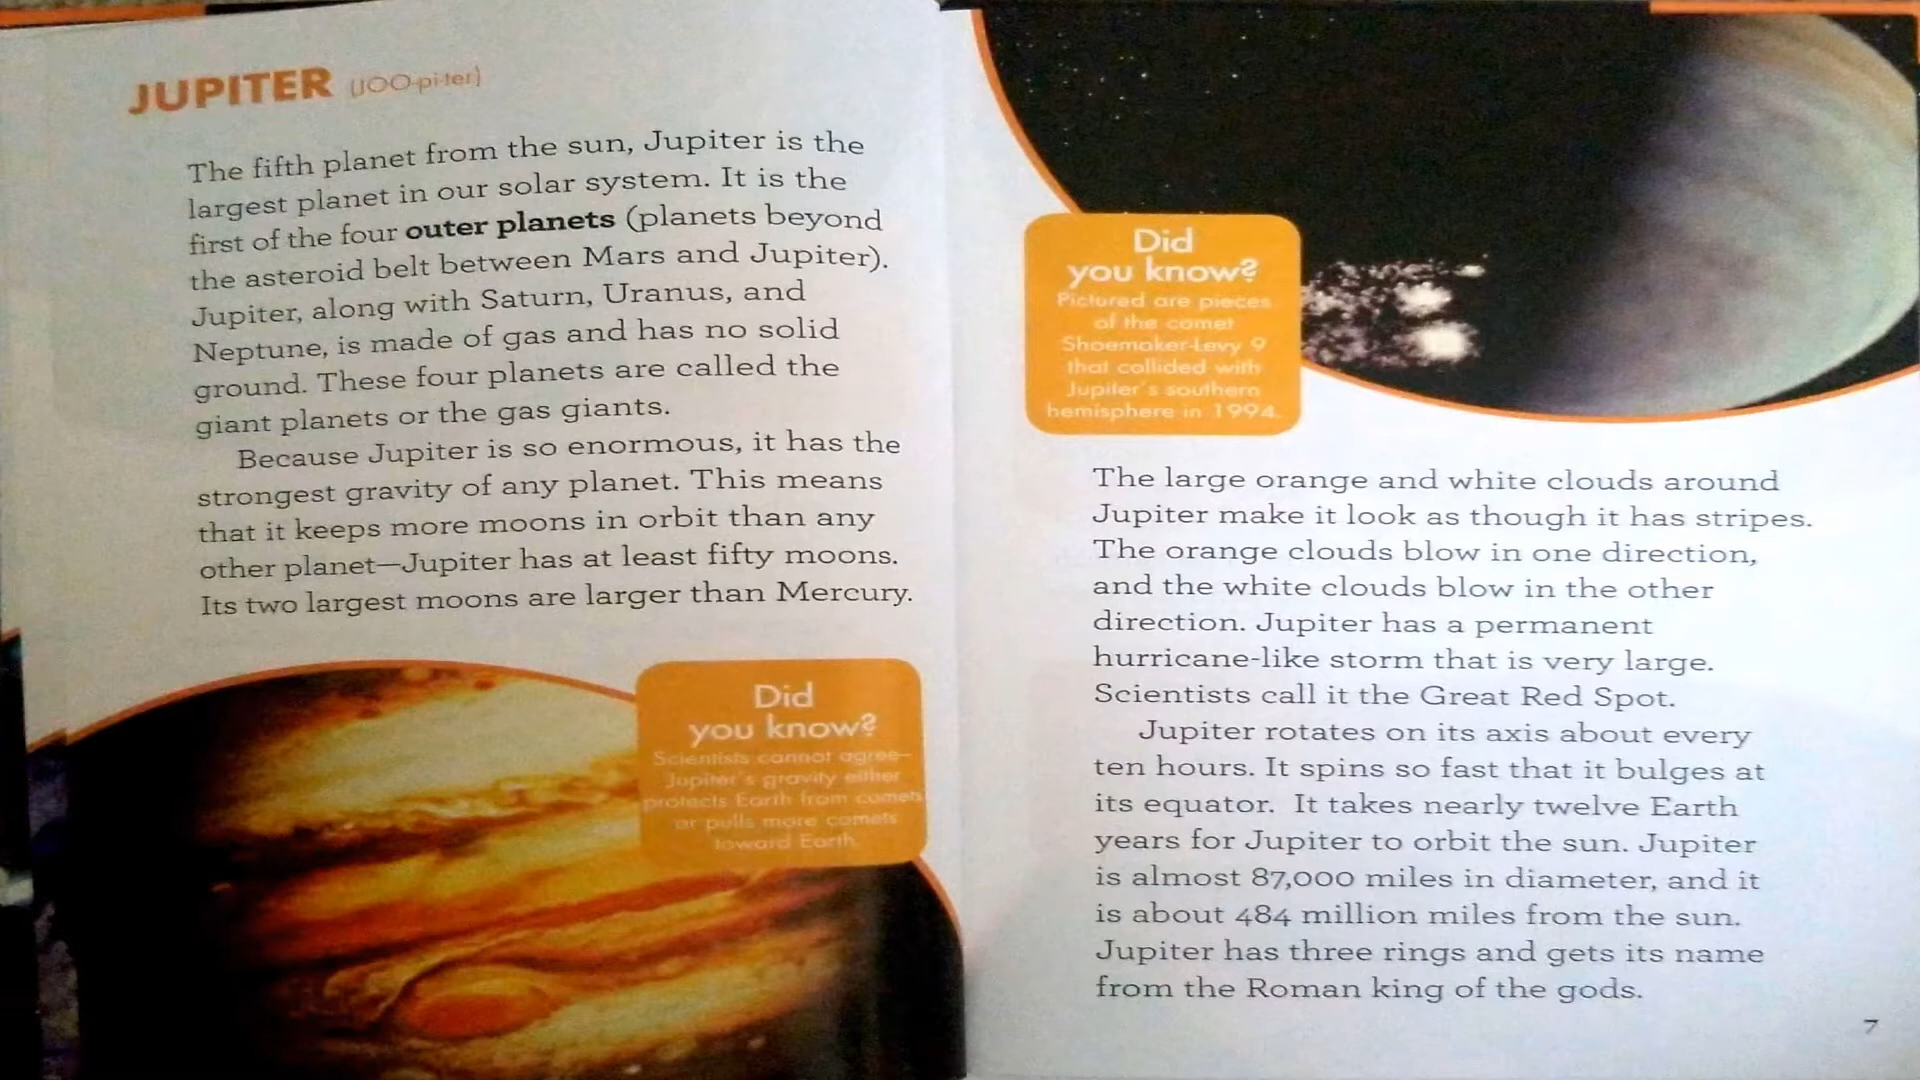 JUPITER (JOO-pi-ter)
The fifth planet from the sun, Jupiter is the
largest planet in our solar system. It is the
first of the four outer planets (planets beyond
the asteroid belt between Mars and Jupiter).
Jupiter, along with Saturn, Uranus, and
Neptune, is made of gas and has no solid
ground. These four planets are called the
giant planets or the gas giants.
Because Jupiter is so enormous, it has the
strongest gravity of any planet. This means
that it keeps more moons in orbit than any
other planet—Jupiter has at least fifty moons.
Its two largest moons are larger than Mercury.
Did
you know?
Scientists cannot agree—
Jupiter's gravity either
protects Earth from comets
or pulls more comets
toward Earth.
Did
you know?
Pictured are pieces
of the comet
Shoemaker-Levy 9
that collided with
Jupiter's southern
hemisphere in 1994.
The large orange and white clouds around
Jupiter make it look as though it has stripes.
The orange clouds blow in one direction,
and the white clouds blow in the other
direction. Jupiter has a permanent
hurricane-like storm that is very large.
Scientists call it the Great Red Spot.
Jupiter rotates on its axis about every
ten hours. It spins so fast that it bulges at
its equator. It takes nearly twelve Earth
years for Jupiter to orbit the sun. Jupiter
is almost 87,000 miles in diameter, and it
is about 484 million miles from the sun.
Jupiter has three rings and gets its name
from the Roman king of the gods.
7